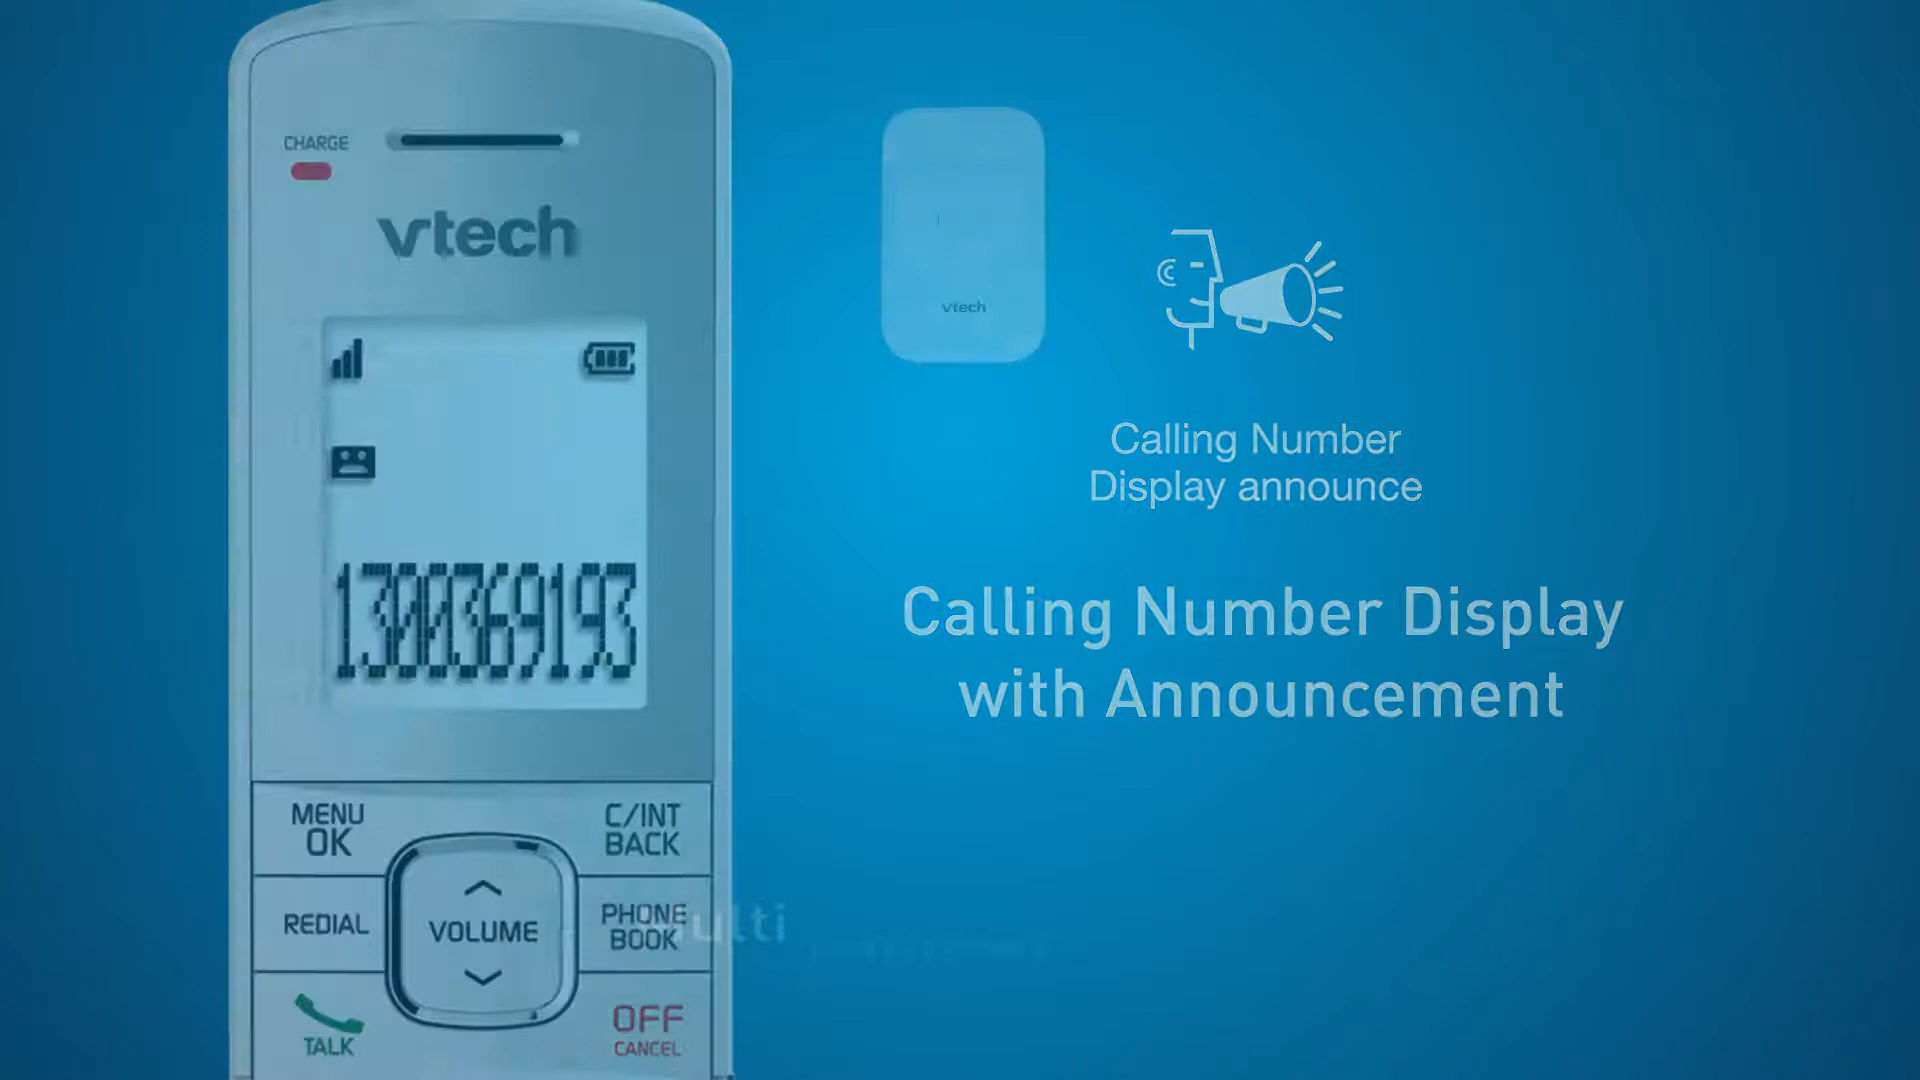 CHARGE
vtech
1300369193
MENU
OK
C/INT
BACK
REDIAL
VOLUME
PHONE
BOOK
TALK
OFF
CANCEL
vtech
Calling Number
Display announce
Calling Number Display
with Announcement